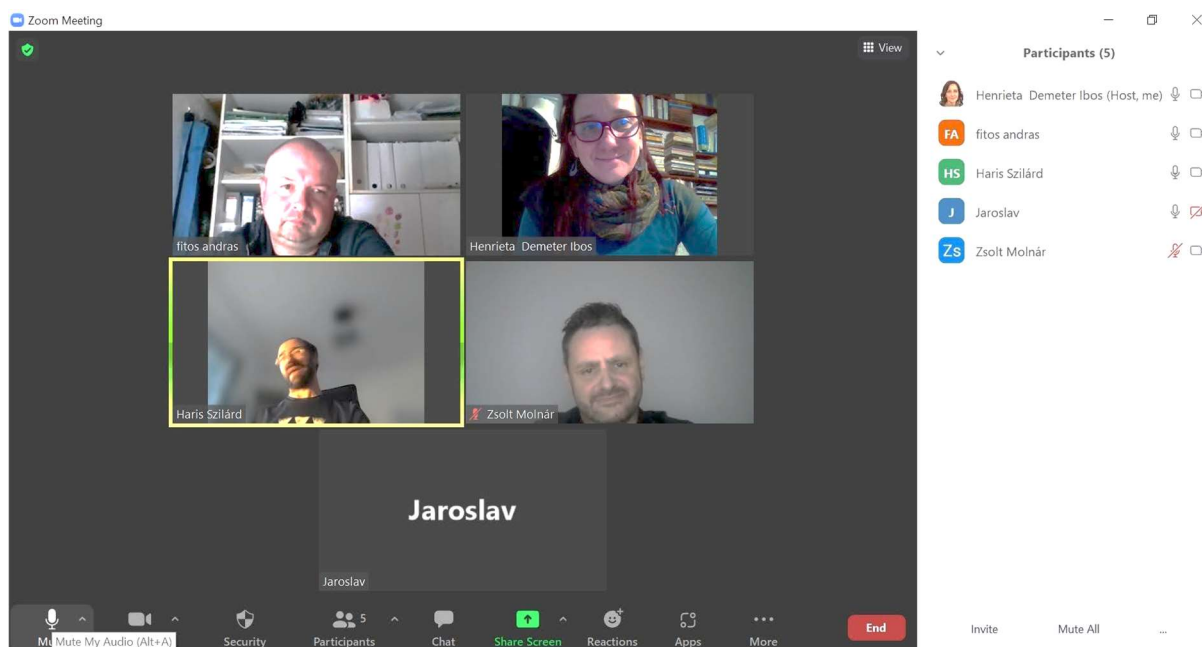 Zoom Meeting
View
fitos andras
Henrieta Demeter Ibos
Haris Szilárd
Zsolt Molnár
Jaroslav
Jaroslav
Mute My Audio (Alt+A)
Security
5
Participants
Chat
Share Screen
Reactions
Apps
More
End
Participants (5)
Henrieta Demeter Ibos (Host, me)
FA fitos andras
HS Haris Szilárd
J Jaroslav
Zs Zsolt Molnár
Invite
Mute All
...